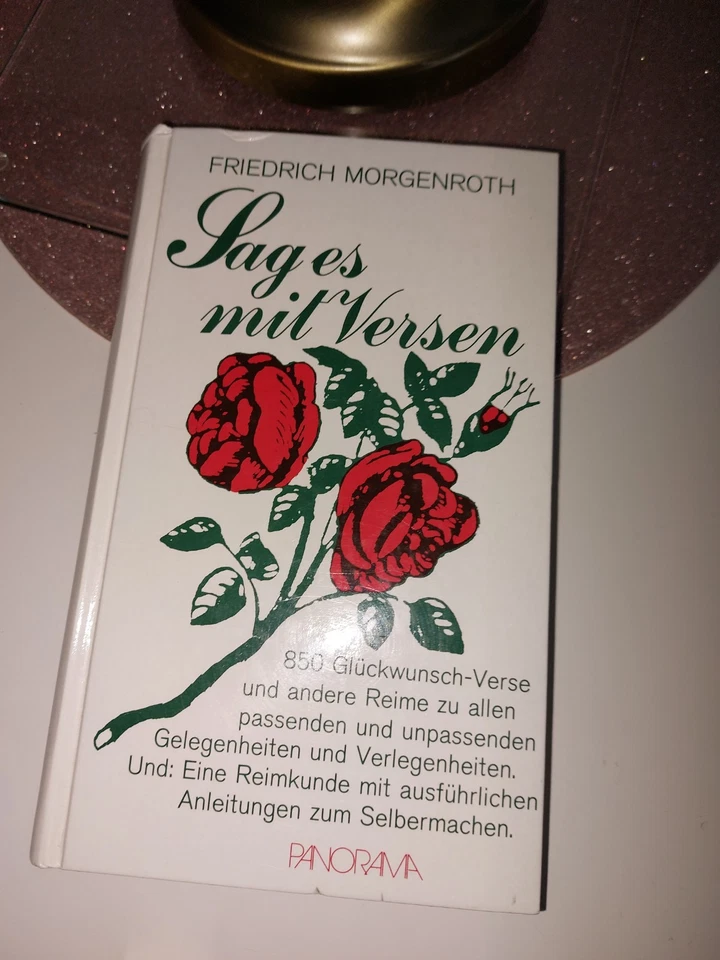 FRIEDRICH MORGENROTH
Sag es
mit Versen
850 Glückwunsch-Verse
und andere Reime zu allen
passenden und unpassenden
Gelegenheiten und Verlegenheiten.
Und: Eine Reimkunde mit ausführlichen
Anleitungen zum Selbermachen.
PANORAMA